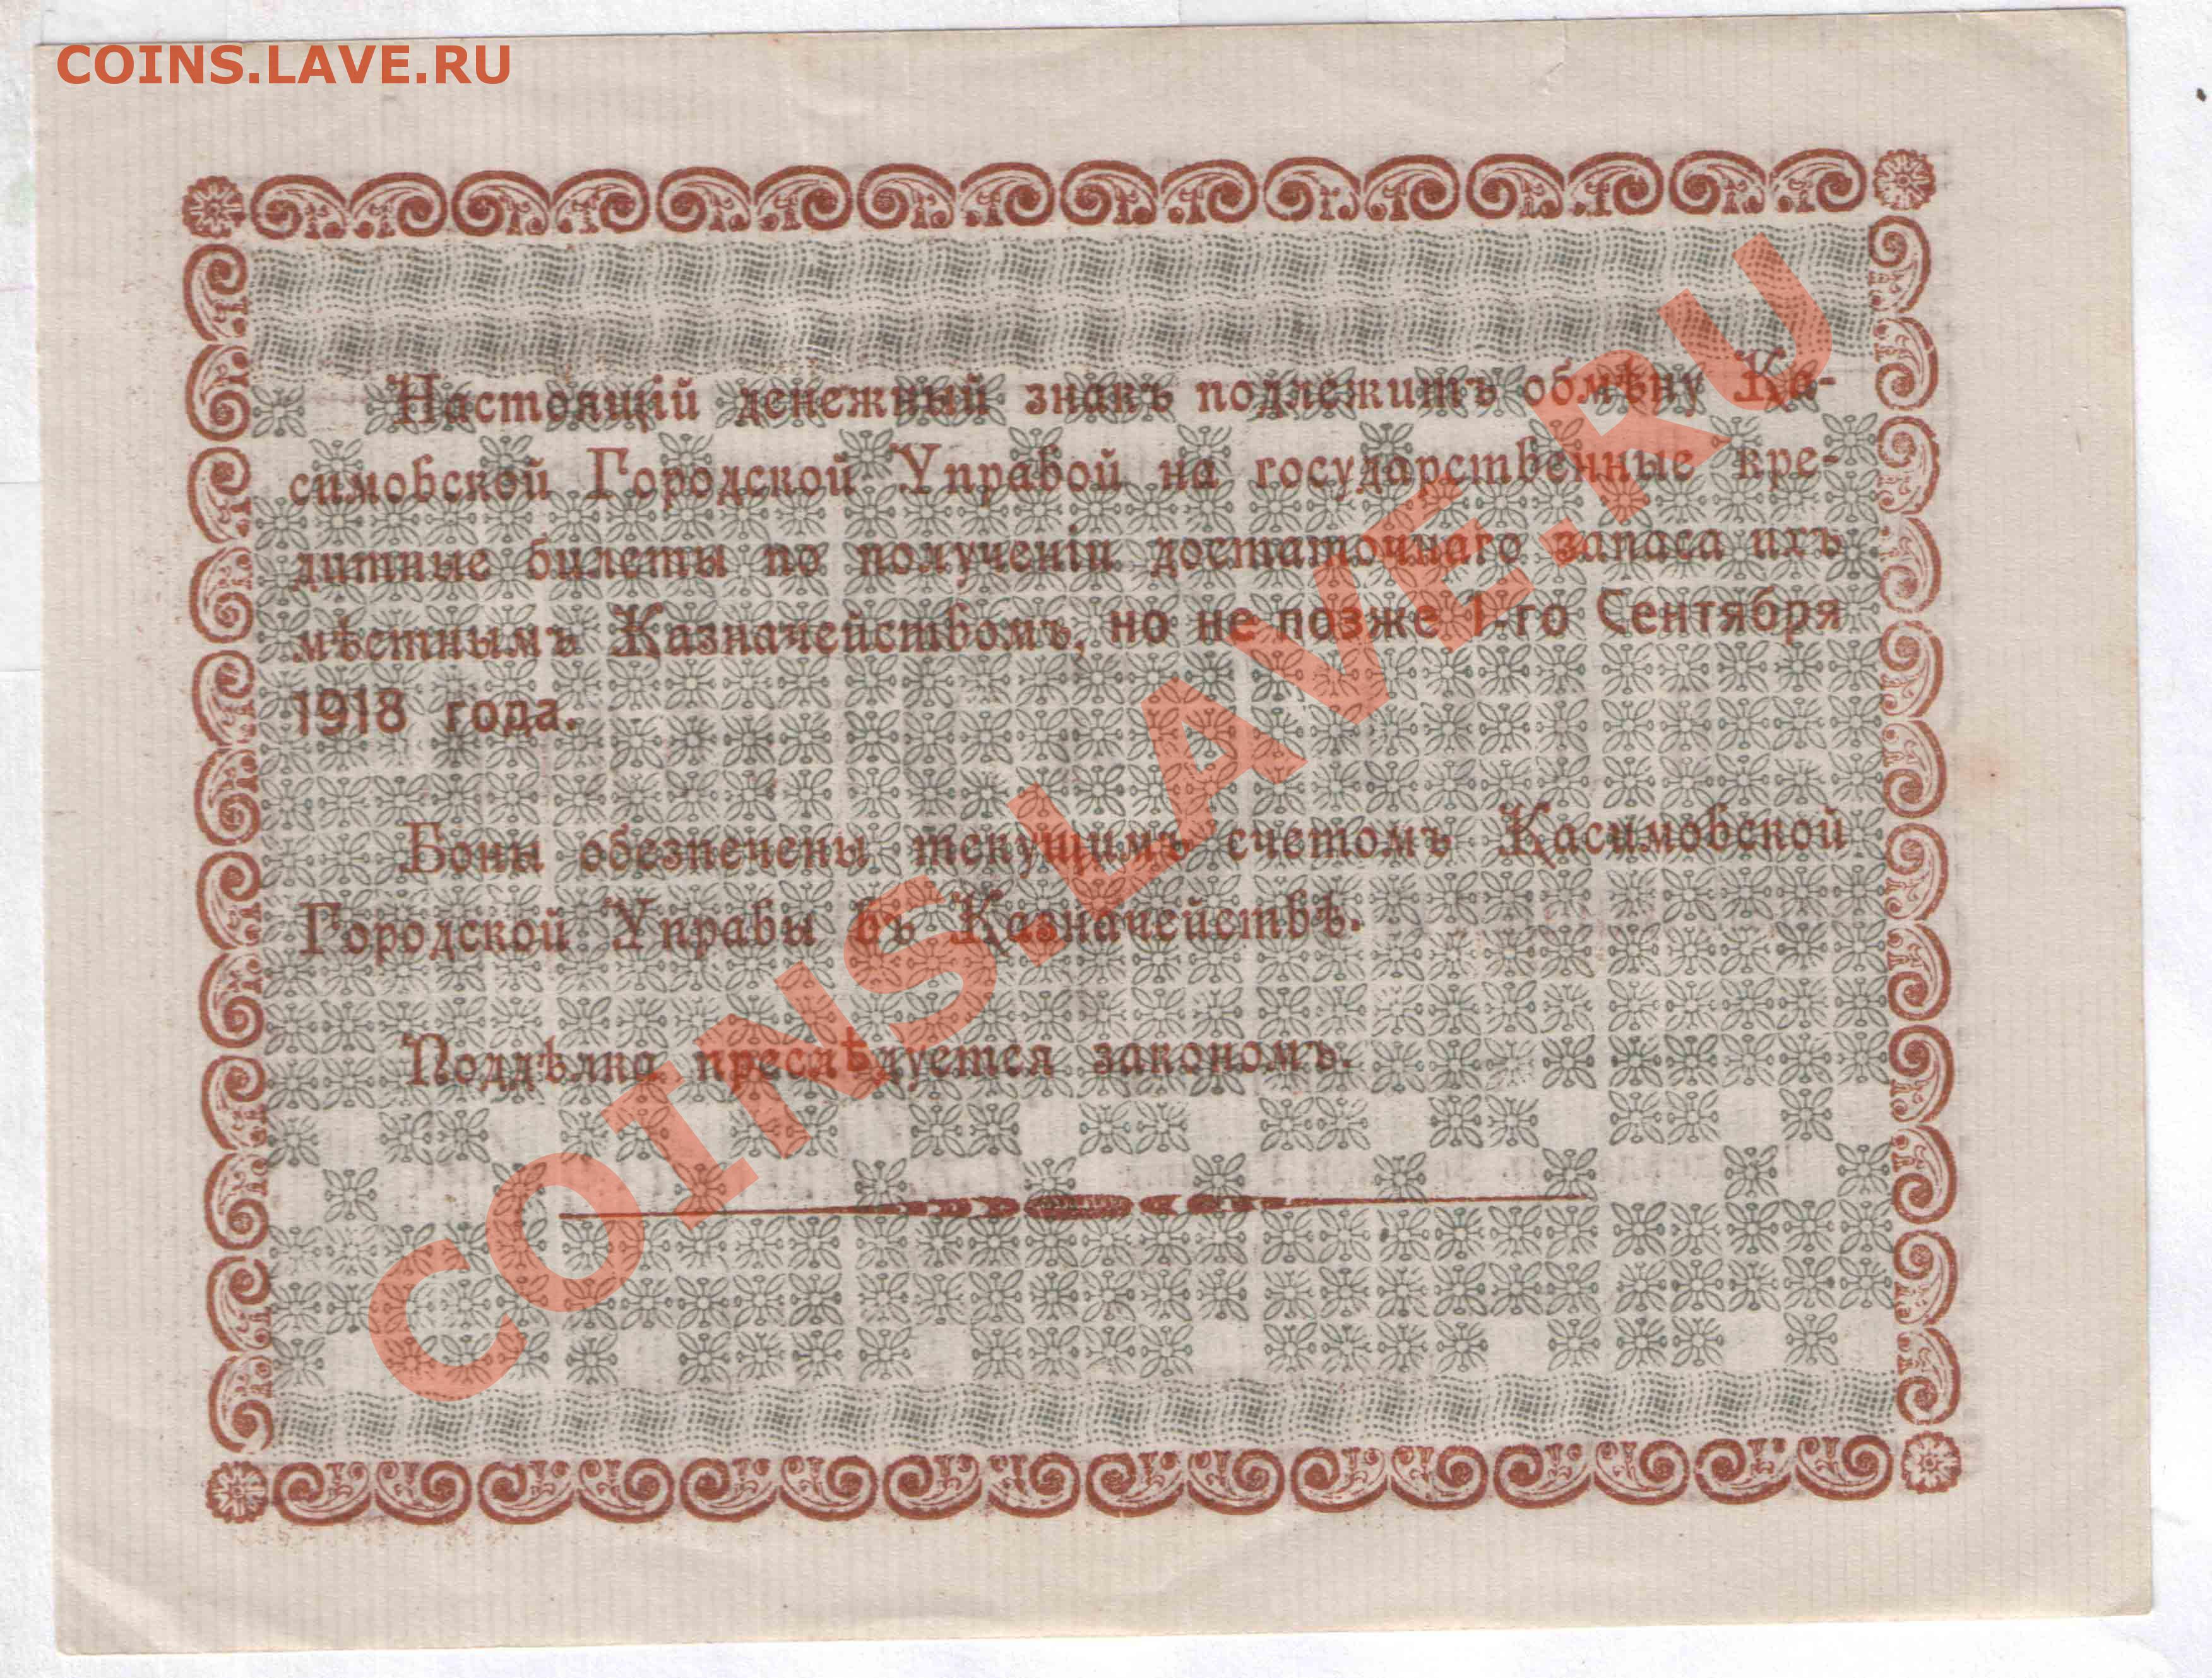 COINS.LAVE.RU
Настоящій денежный знакъ подлежитъ обмѣну Ка-
симовской Городской Управой на государственные кре-
дитные билеты по полученіи достаточнаго запаса ихъ
мѣстнымъ Казначействомъ, но не позже 1-го Сентября
1918 года.
Боны обезпечены текущимъ счетомъ Касимовской
Городской Управы въ Казначействѣ.
Поддѣлка преслѣдуется закономъ.
COINS.LAVE.RU